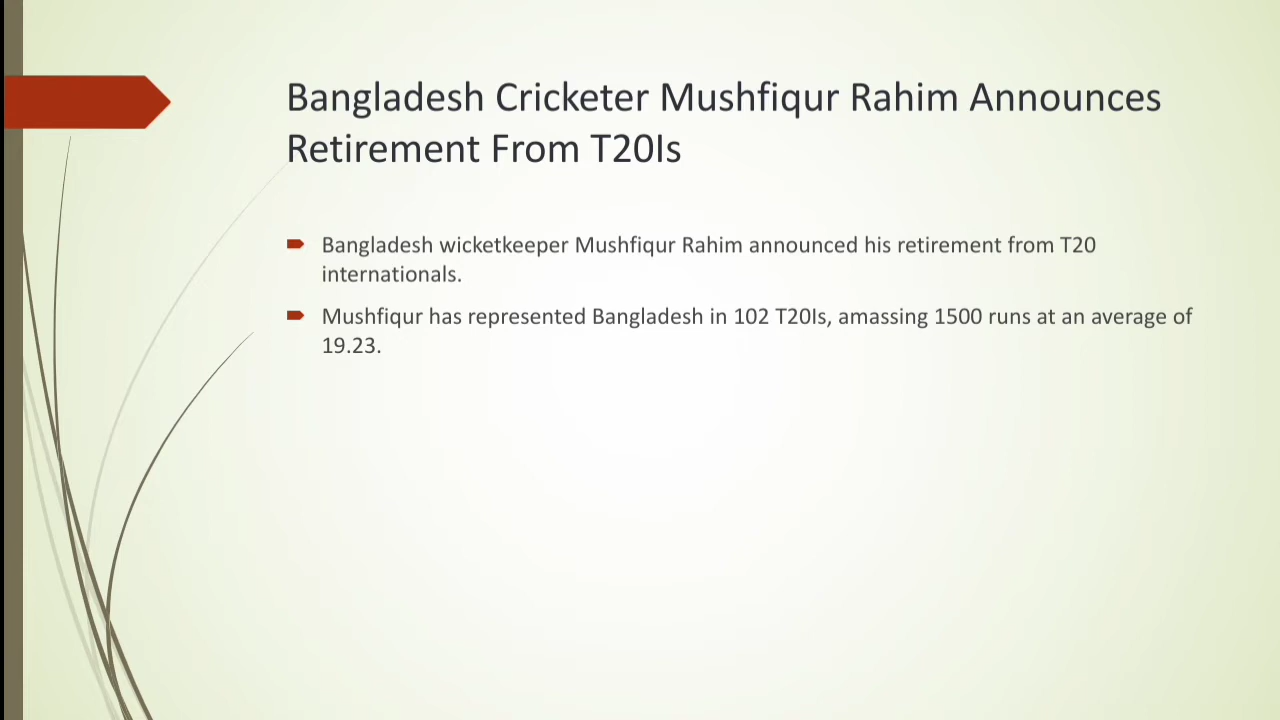 Bangladesh Cricketer Mushfiqur Rahim Announces
Retirement From T20Is
Bangladesh wicketkeeper Mushfiqur Rahim announced his retirement from T20
internationals.
Mushfiqur has represented Bangladesh in 102 T20Is, amassing 1500 runs at an average of
19.23.